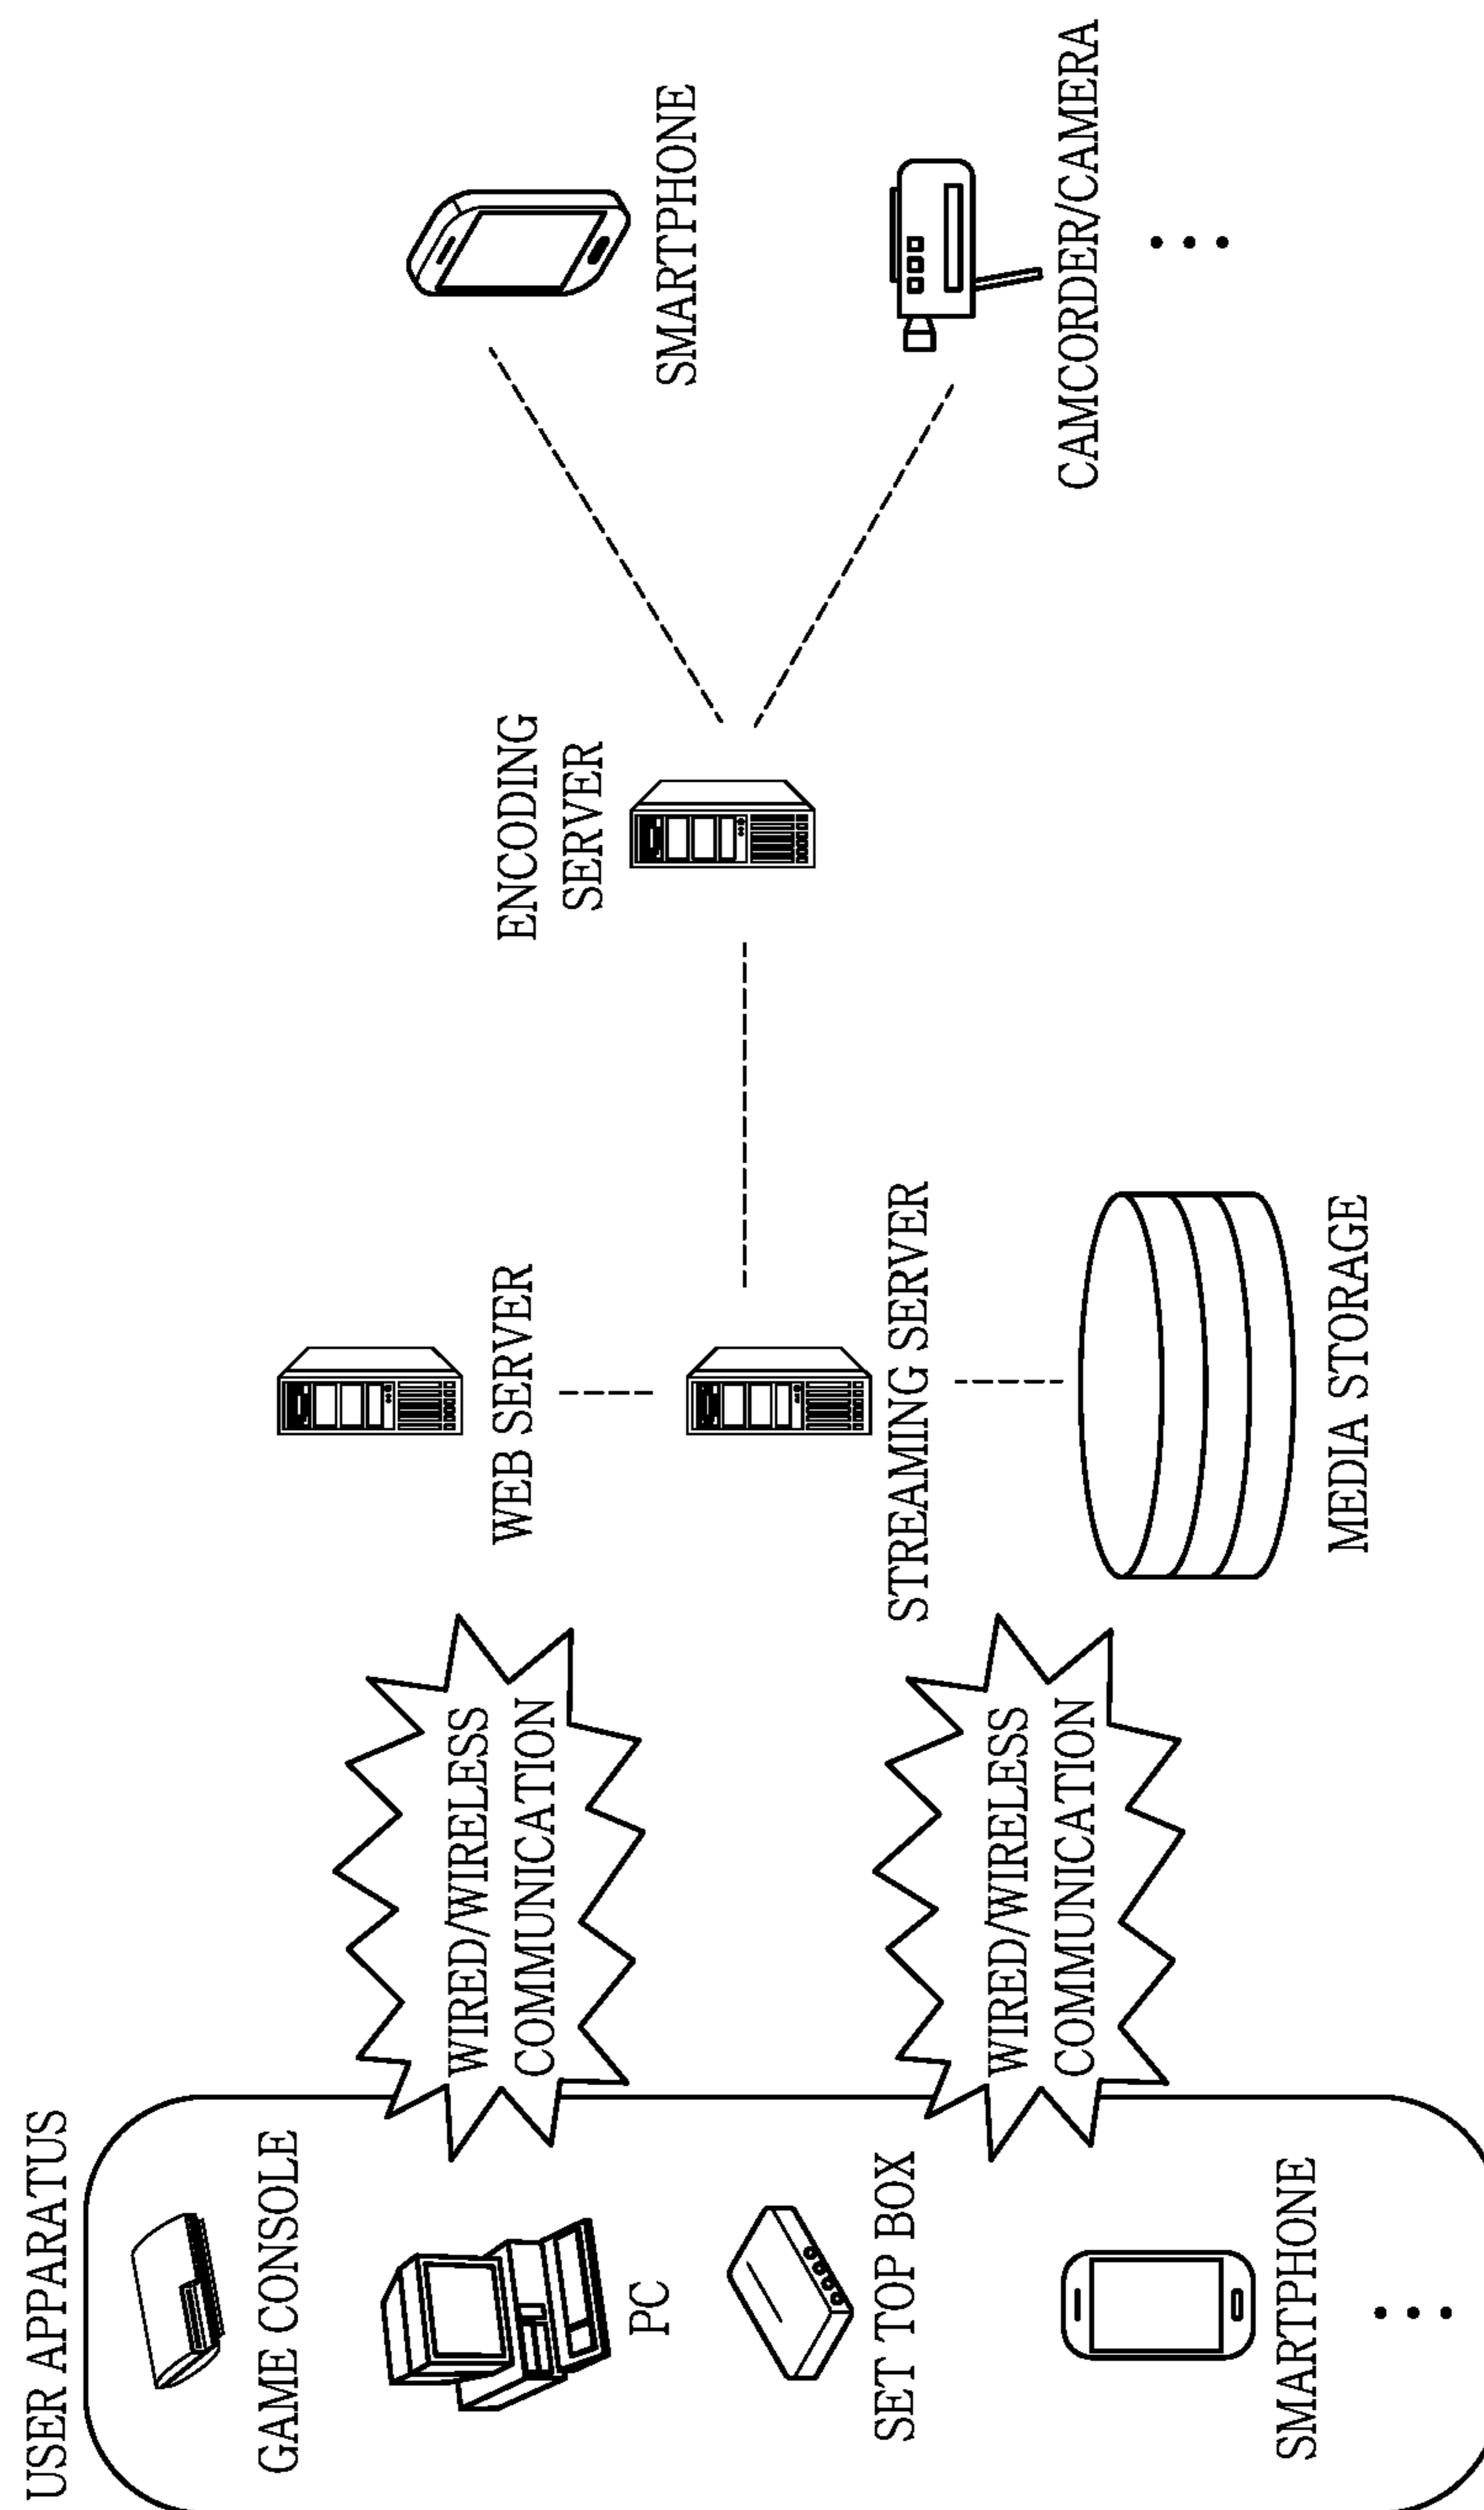 USER APPARATUS
GAME CONSOLE
PC
SET TOP BOX
SMARTPHONE
WIRED/WIRELESS
COMMUNICATION
WIRED/WIRELESS
COMMUNICATION
WEB SERVER
STREAMING SERVER
MEDIA STORAGE
ENCODING
SERVER
SMARTPHONE
CAMCORDER/CAMERA